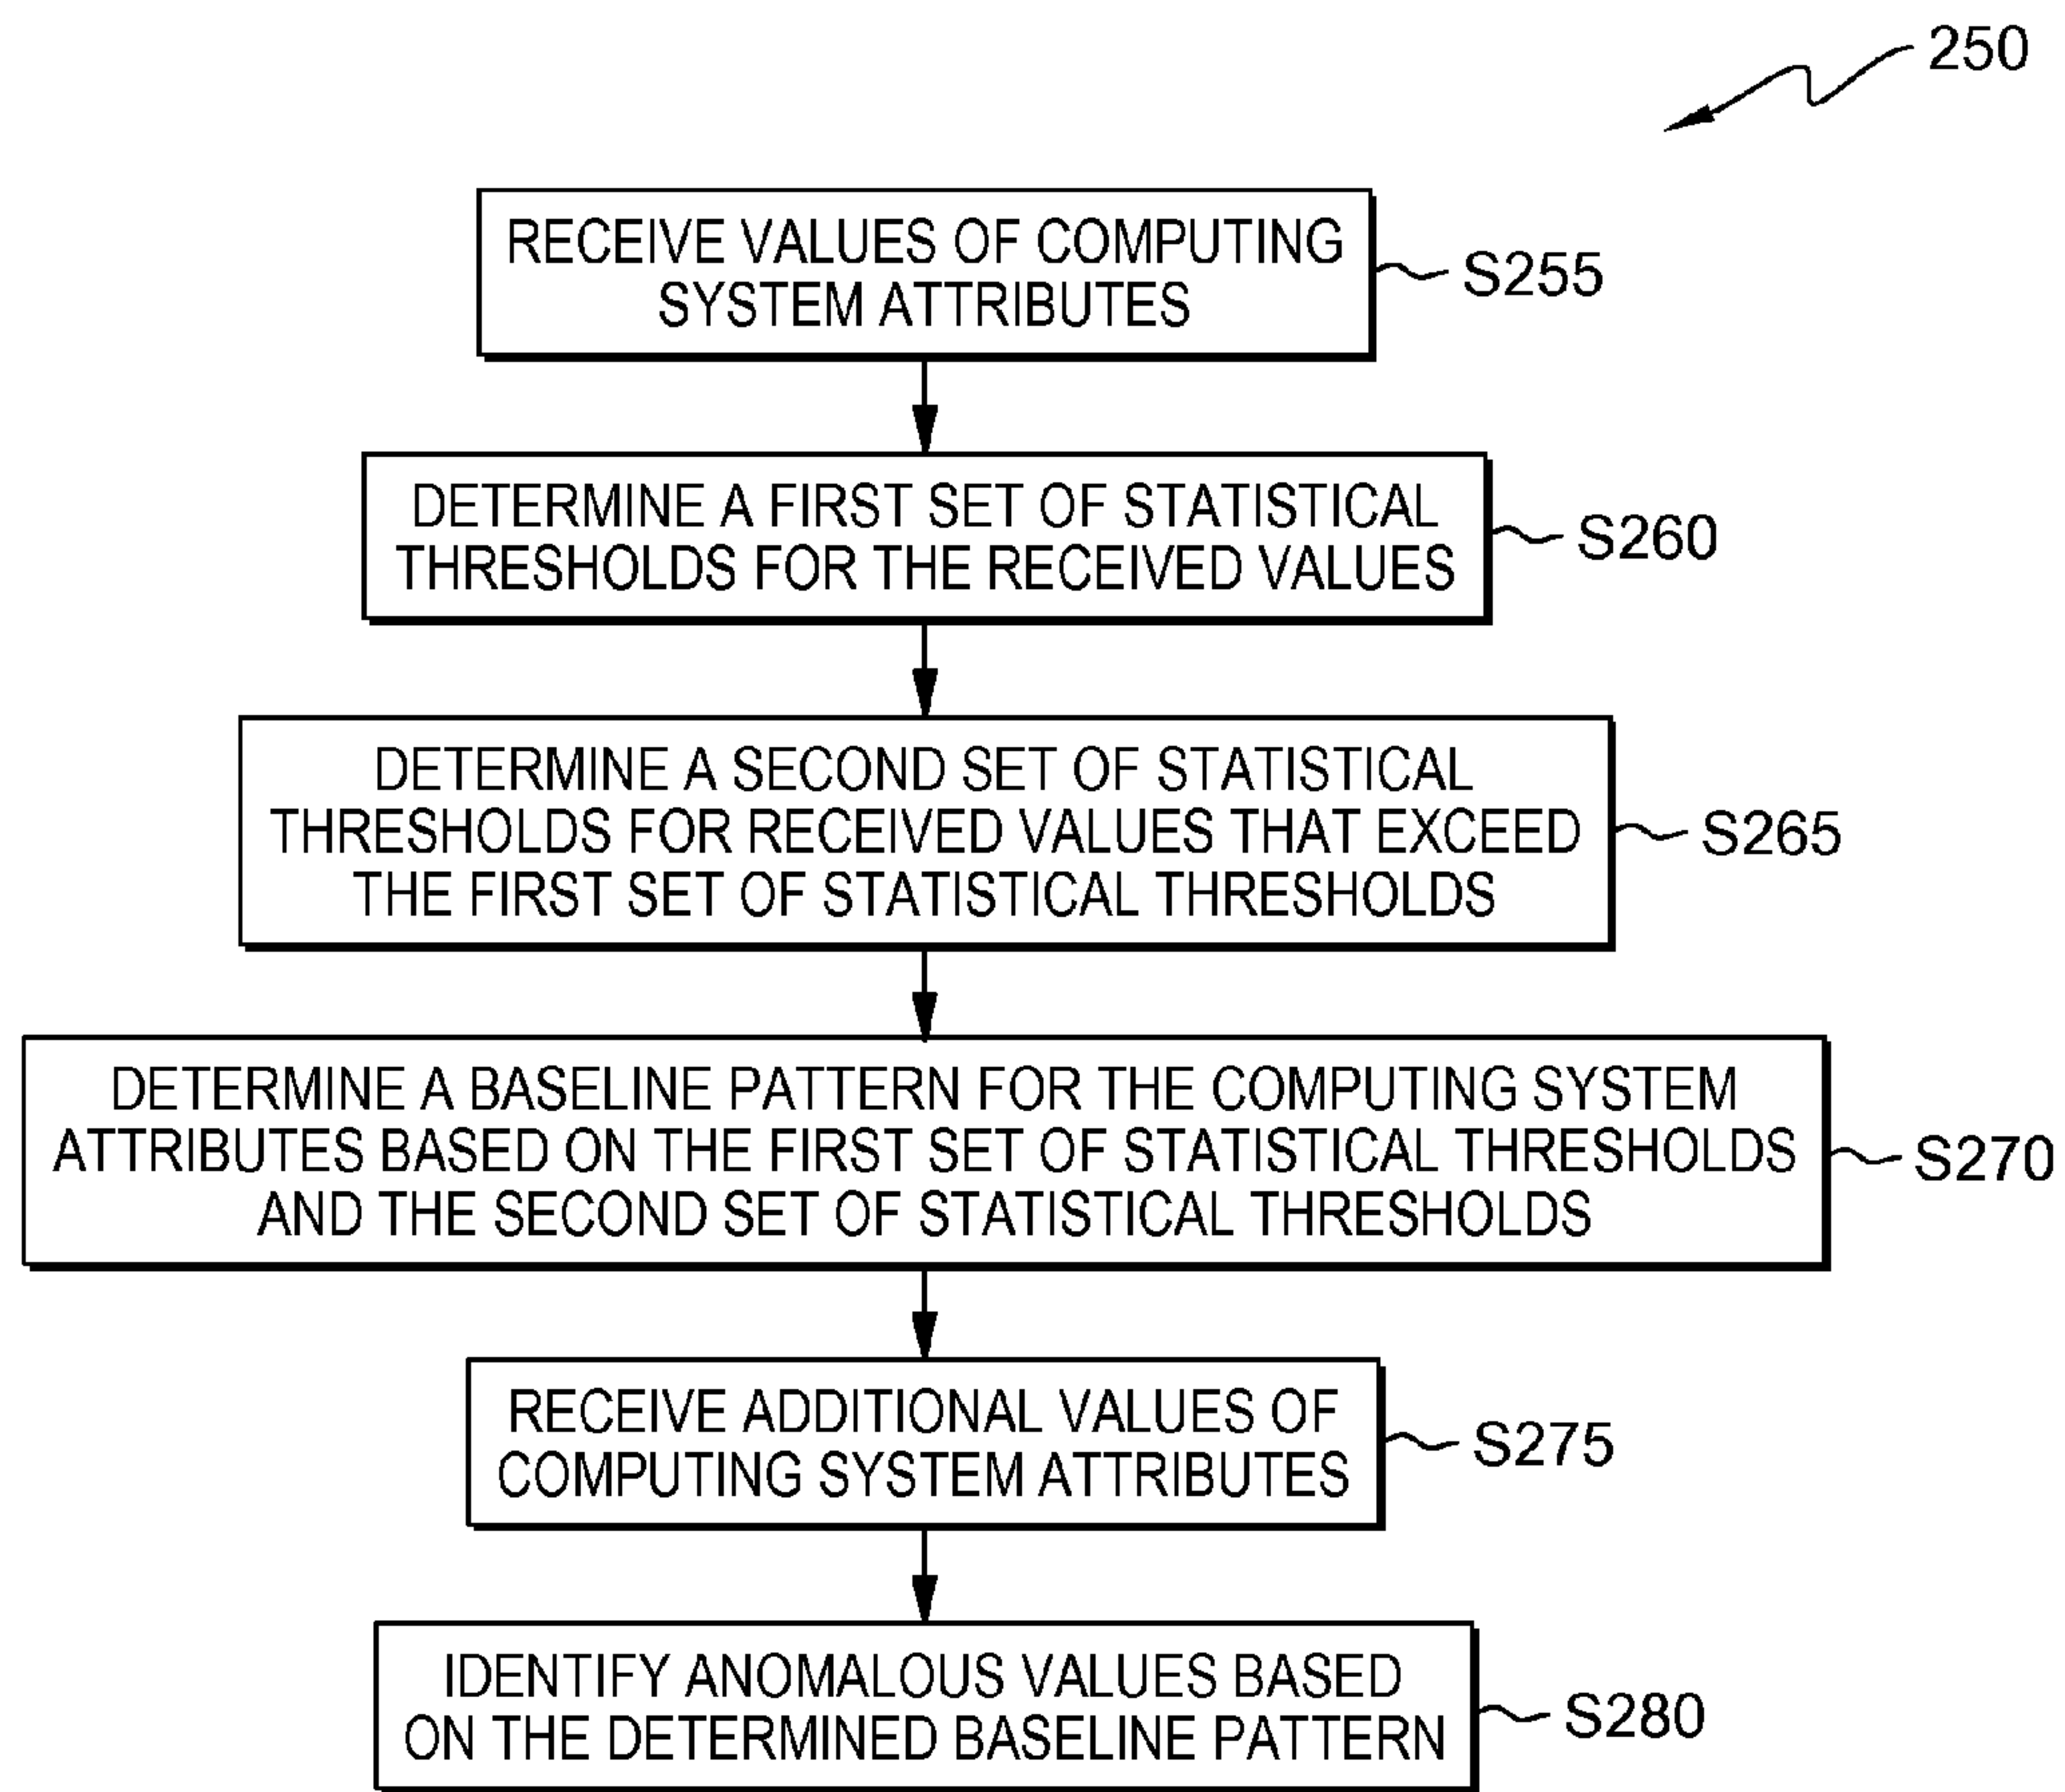 250
RECEIVE VALUES OF COMPUTING
SYSTEM ATTRIBUTES
S255
DETERMINE A FIRST SET OF STATISTICAL
THRESHOLDS FOR THE RECEIVED VALUES
S260
DETERMINE A SECOND SET OF STATISTICAL
THRESHOLDS FOR RECEIVED VALUES THAT EXCEED
THE FIRST SET OF STATISTICAL THRESHOLDS
S265
DETERMINE A BASELINE PATTERN FOR THE COMPUTING SYSTEM
ATTRIBUTES BASED ON THE FIRST SET OF STATISTICAL THRESHOLDS
AND THE SECOND SET OF STATISTICAL THRESHOLDS
S270
RECEIVE ADDITIONAL VALUES OF
COMPUTING SYSTEM ATTRIBUTES
S275
IDENTIFY ANOMALOUS VALUES BASED
ON THE DETERMINED BASELINE PATTERN
S280